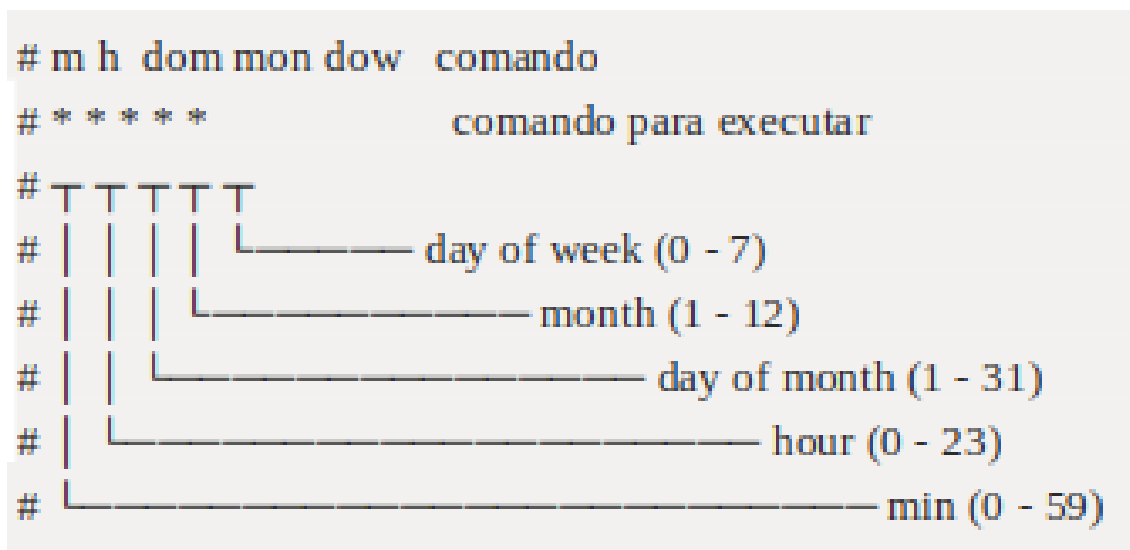 # m h dom mon dow comando
# * * * * * comando para executar
# ┬ ┬ ┬ ┬ ┬
# │ │ │ │ └───── day of week (0 - 7)
# │ │ │ └────────── month (1 - 12)
# │ │ └─────────────── day of month (1 - 31)
# │ └──────────────────── hour (0 - 23)
# └───────────────────────── min (0 - 59)